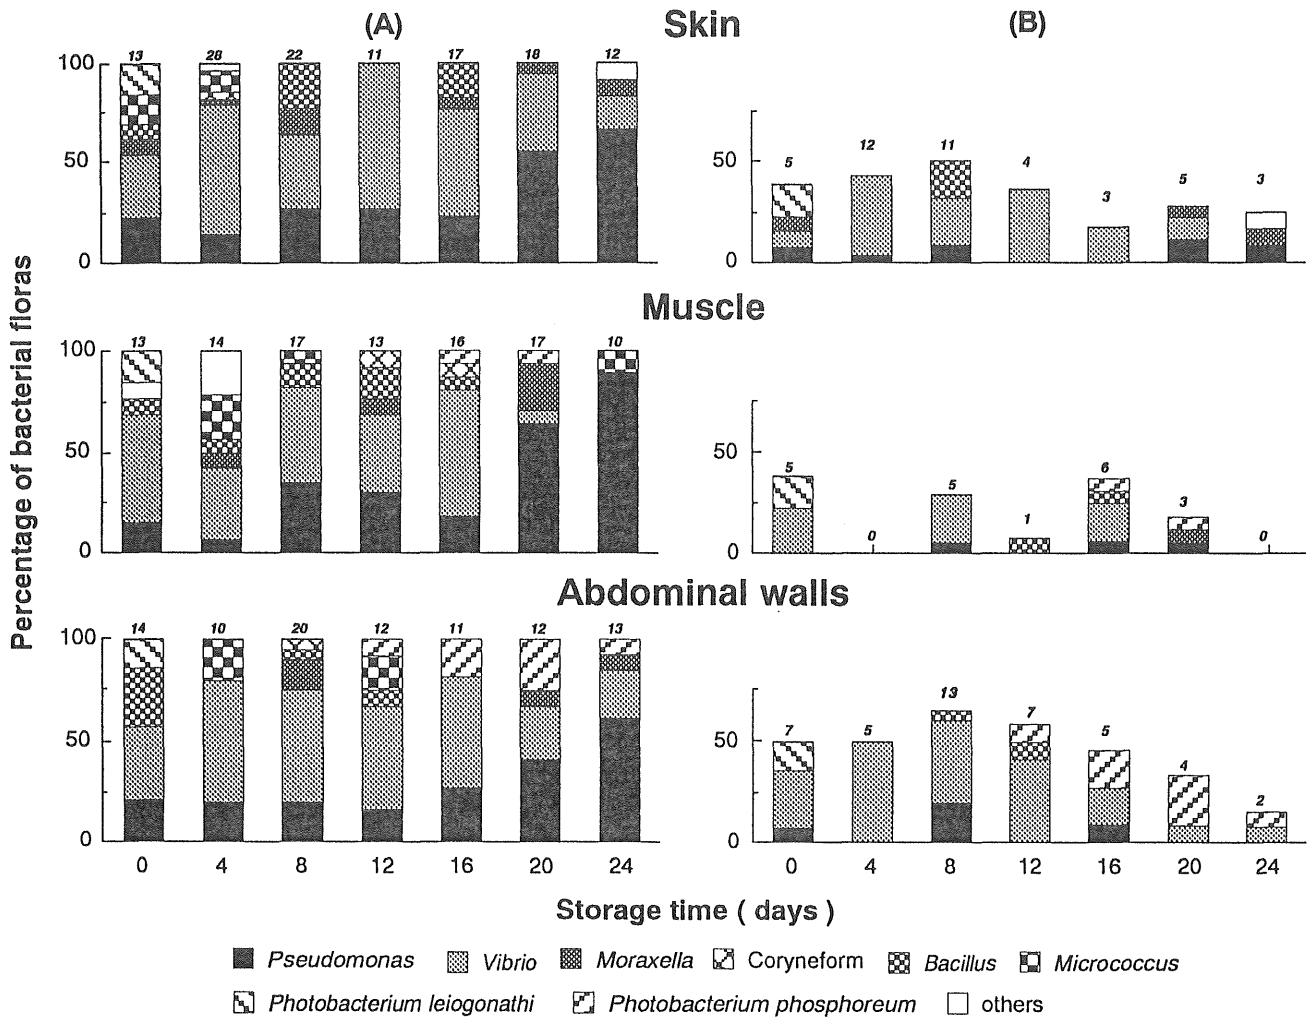 (A) Skin (B)
13 28 22 11 17 18 12
100
50
0
5 12 11 4 3 5 3
50
0
Muscle
13 14 17 13 16 17 10
100
50
0
5 0 5 1 6 3 0
50
0
Abdominal walls
14 10 20 12 11 12 13
100
50
0
7 5 13 7 5 4 2
50
0
Percentage of bacterial floras
0 4 8 12 16 20 24
0 4 8 12 16 20 24
Storage time ( days )
Pseudomonas Vibrio Moraxella Coryneform Bacillus Micrococcus
Photobacterium leiogonathi Photobacterium phosphoreum others